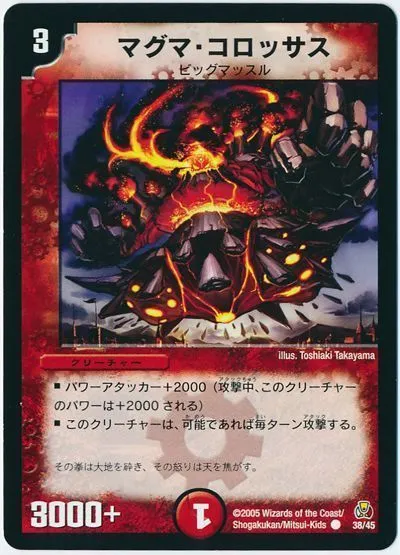 3
マグマ・コロッサス
ビッグマッスル
illus. Toshiaki Takayama
クリーチャー
■ パワーアタッカー+2000 (攻撃中、このクリーチャー
のパワーは+2000 される)
■ このクリーチャーは、可能であれば毎ターン攻撃する。
その拳は大地を砕き、その怒りは天を焦がす。
3000+
1
©2005 Wizards of the Coast/
Shogakukan/Mitsui-Kids
38/45